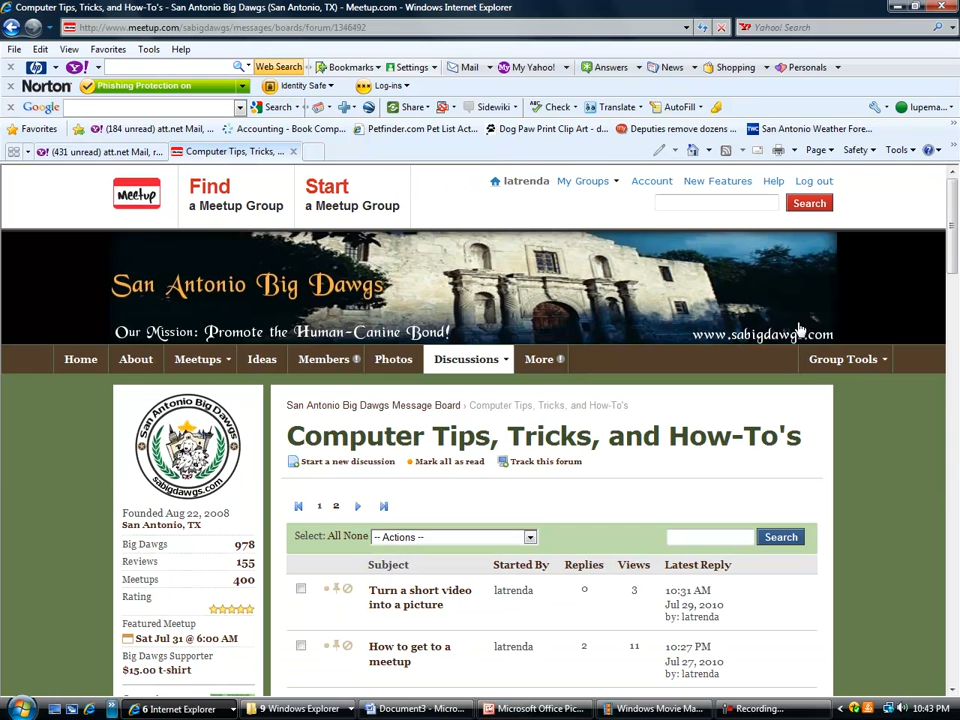 Computer Tips, Tricks, and How-To's - San Antonio Big Dawgs (San Antonio, TX) - Meetup.com - Windows Internet Explorer
http://www.meetup.com/sabigdawgs/messages/boards/forum/1346492
Yahoo! Search
File Edit View Favorites Tools Help
hp Y! Web Search Bookmarks Settings Mail My Yahoo! Answers News Shopping Personals
Norton Phishing Protection on Identity Safe Log-ins
Google Search Share Sidewiki Check Translate AutoFill lupema...
Favorites Y! (184 unread) att.net Mail, ... Accounting - Book Comp... Petfinder.com Pet List Act... Dog Paw Print Clip Art - d... Deputies remove dozens ... San Antonio Weather Fore...
Y! (431 unread) att.net Mail, r... Computer Tips, Tricks, ... Page Safety Tools
Meetup Find a Meetup Group Start a Meetup Group
latrenda My Groups Account New Features Help Log out
Search
San Antonio Big Dawgs
Our Mission: Promote the Human-Canine Bond!
www.sabigdawgs.com
Home About Meetups Ideas Members Photos Discussions More Group Tools
San Antonio Big Dawgs
sabigdawgs.com
Founded Aug 22, 2008
San Antonio, TX
Big Dawgs 978
Reviews 155
Meetups 400
Rating
Featured Meetup
Sat Jul 31 @ 6:00 AM
Big Dawgs Supporter
$15.00 t-shirt
San Antonio Big Dawgs Message Board › Computer Tips, Tricks, and How-To's
Computer Tips, Tricks, and How-To's
Start a new discussion Mark all as read Track this forum
1 2
Select: All None -- Actions -- Search
Subject Started By Replies Views Latest Reply
Turn a short video into a picture latrenda 0 3 10:31 AM
Jul 29, 2010
by: latrenda
How to get to a meetup latrenda 2 11 10:27 PM
Jul 27, 2010
by: latrenda
6 Internet Explorer 9 Windows Explorer Document3 - Micro... Microsoft Office Pic... Windows Movie Ma... Recording... 10:43 PM